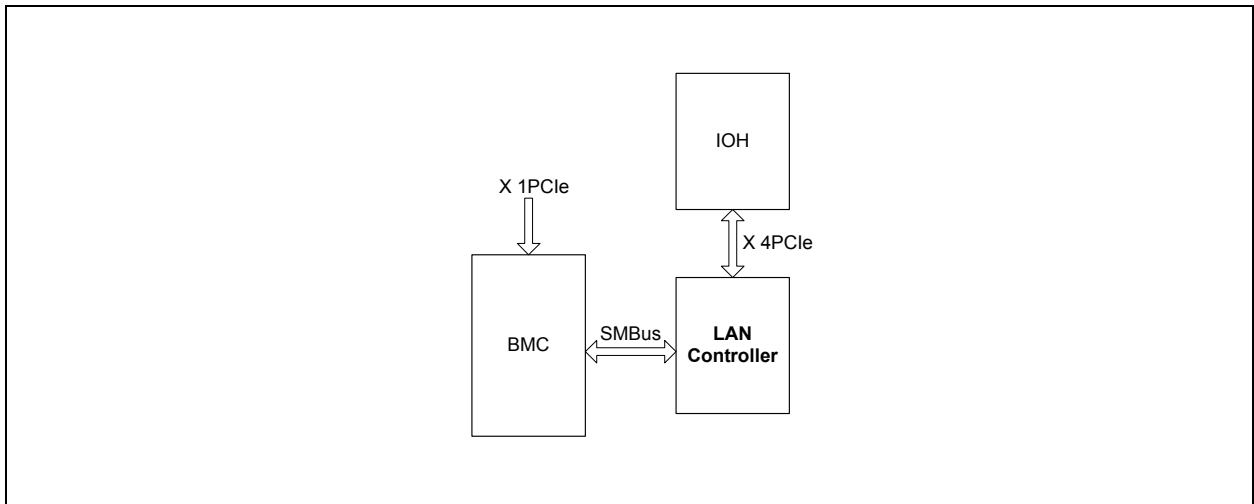 IOH
X 1PCIe
X 4PCIe
SMBus
BMC
LAN
Controller